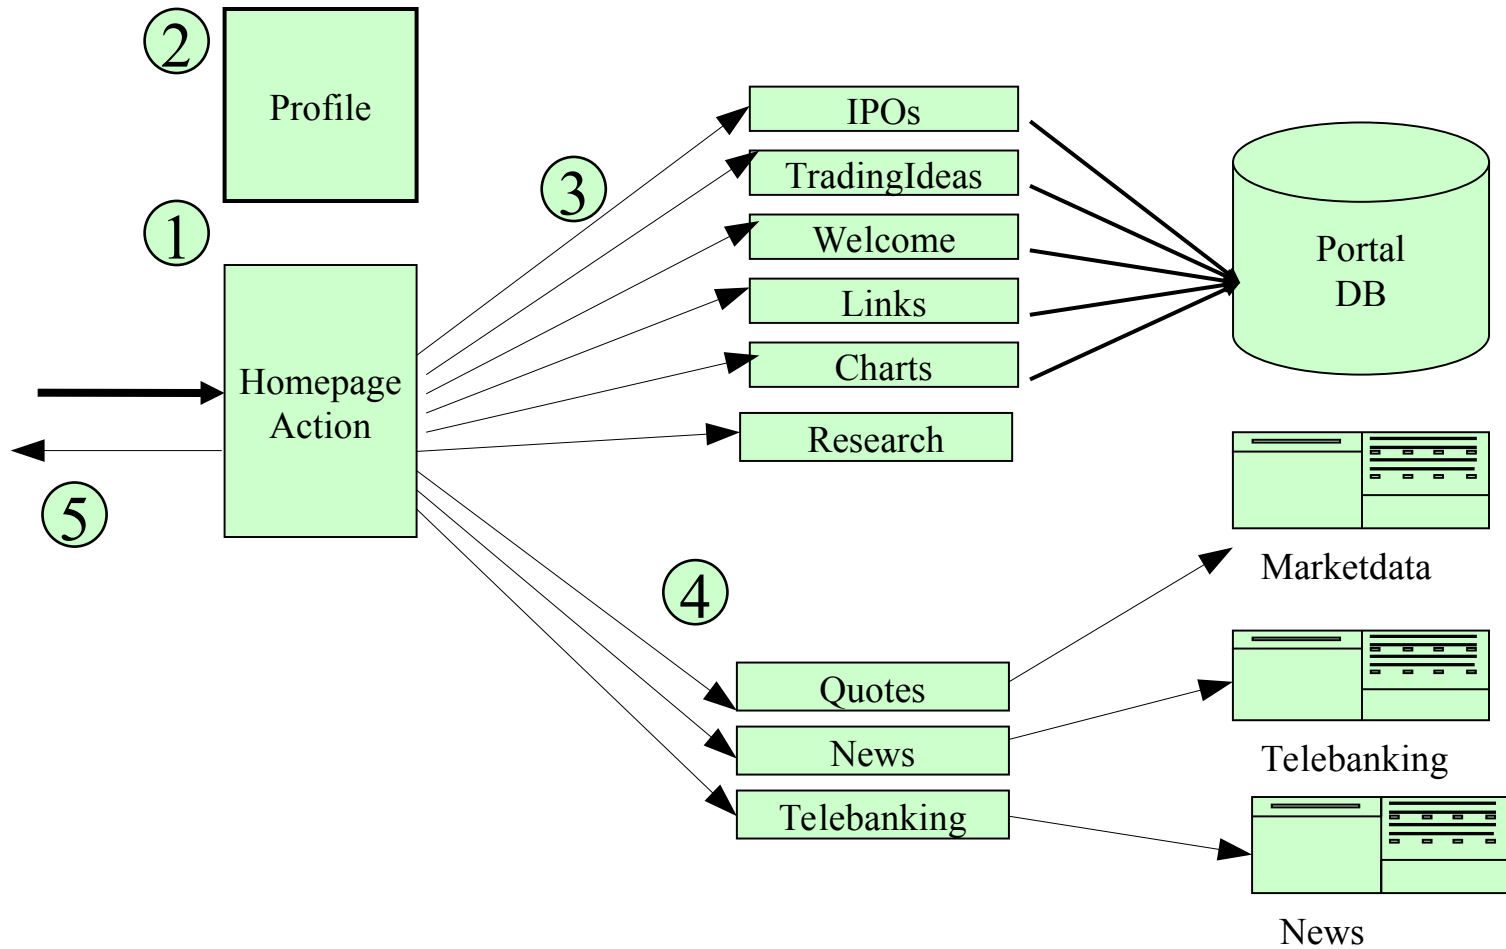 2
Profile
1
Homepage
Action
5
3
IPOs
TradingIdeas
Welcome
Links
Charts
Research
Portal
DB
4
Quotes
News
Telebanking
Marketdata
Telebanking
News